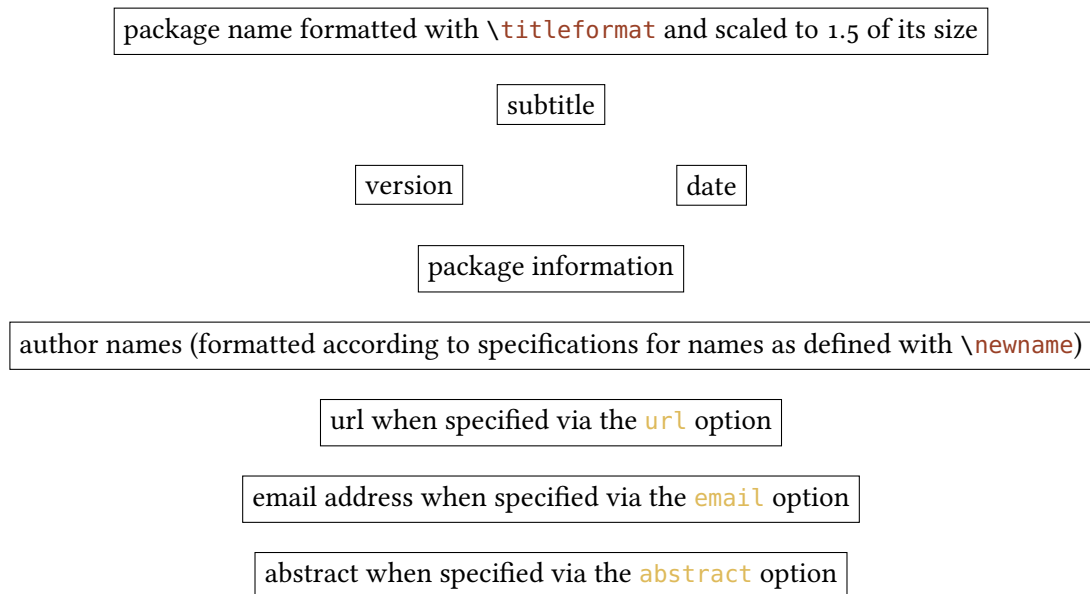 package name formatted with \titleformat and scaled to 1.5 of its size
subtitle
version date
package information
author names (formatted according to specifications for names as defined with \newname)
url when specified via the url option
email address when specified via the email option
abstract when specified via the abstract option